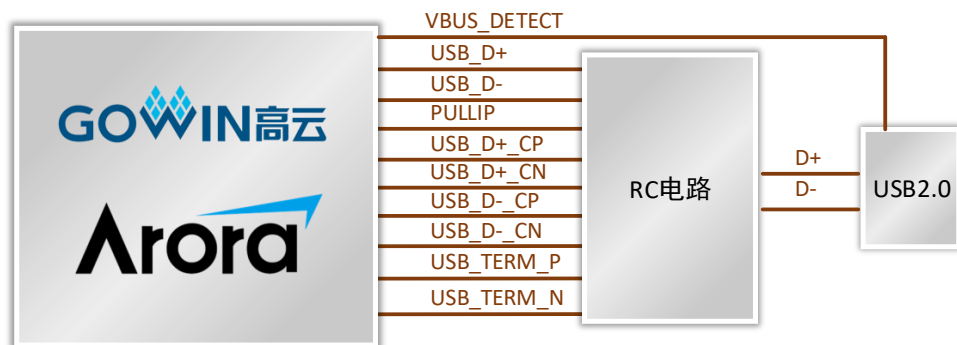 VBUS_DETECT
USB_D+
USB_D-
PULLIP
USB_D+_CP
USB_D+_CN
USB_D-_CP
USB_D-_CN
USB_TERM_P
USB_TERM_N
GOWIN高云
Arora
RC电路
D+
D-
USB2.0